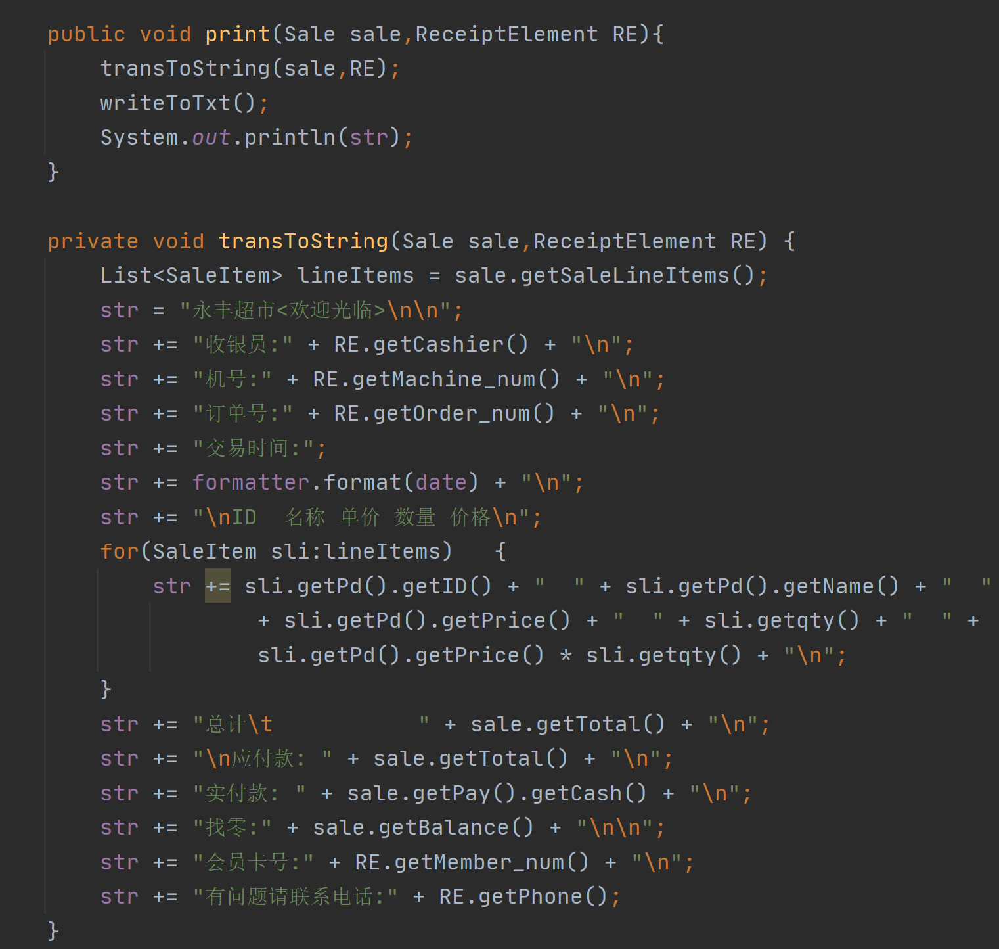 public void print(Sale sale,ReceiptElement RE){
    transToString(sale,RE);
    writeToTxt();
    System.out.println(str);
}

private void transToString(Sale sale,ReceiptElement RE) {
    List<SaleItem> lineItems = sale.getSaleLineItems();
    str = "永丰超市<欢迎光临>\n\n";
    str += "收银员:" + RE.getCashier() + "\n";
    str += "机号:" + RE.getMachine_num() + "\n";
    str += "订单号:" + RE.getOrder_num() + "\n";
    str += "交易时间:";
    str += formatter.format(date) + "\n";
    str += "\nID  名称 单价 数量 价格\n";
    for(SaleItem sli:lineItems)   {
        str += sli.getPd().getID() + "  " + sli.getPd().getName() + "  "
                + sli.getPd().getPrice() + "  " + sli.getqty() + "  " +
                sli.getPd().getPrice() * sli.getqty() + "\n";
    }
    str += "总计\t           " + sale.getTotal() + "\n";
    str += "\n应付款: " + sale.getTotal() + "\n";
    str += "实付款: " + sale.getPay().getCash() + "\n";
    str += "找零:" + sale.getBalance() + "\n\n";
    str += "会员卡号:" + RE.getMember_num() + "\n";
    str += "有问题请联系电话:" + RE.getPhone();
}